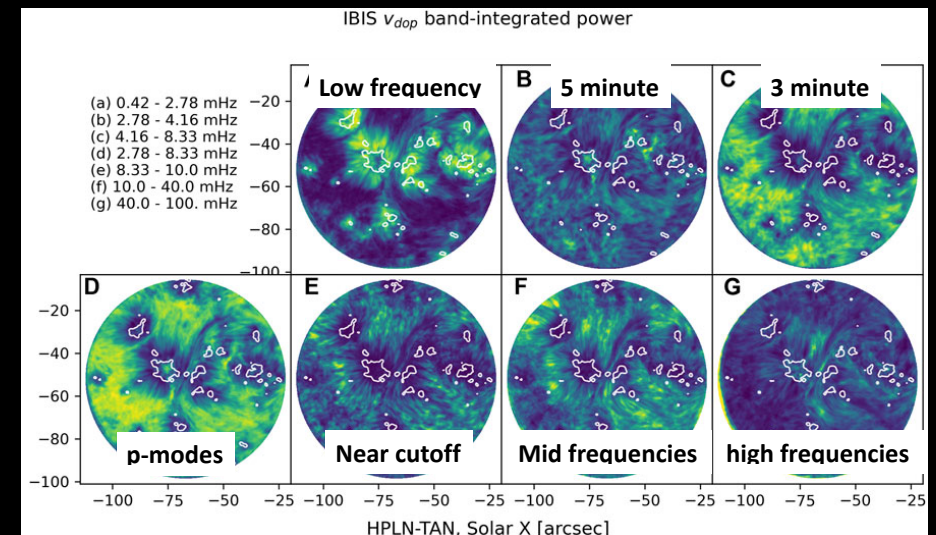 IBIS v_dop band-integrated power
(a) 0.42 - 2.78 mHz
(b) 2.78 - 4.16 mHz
(c) 4.16 - 8.33 mHz
(d) 2.78 - 8.33 mHz
(e) 8.33 - 10.0 mHz
(f) 10.0 - 40.0 mHz
(g) 40.0 - 100. mHz
Low frequency
B
5 minute
C
3 minute
−20
−40
−60
−80
−100
D
E
F
G
−20
−40
−60
−80
−100
p-modes
Near cutoff
Mid frequencies
high frequencies
−100 −75 −50 −25 −100 −75 −50 −25 −100 −75 −50 −25 −100 −75 −50 −25
HPLN-TAN, Solar X [arcsec]